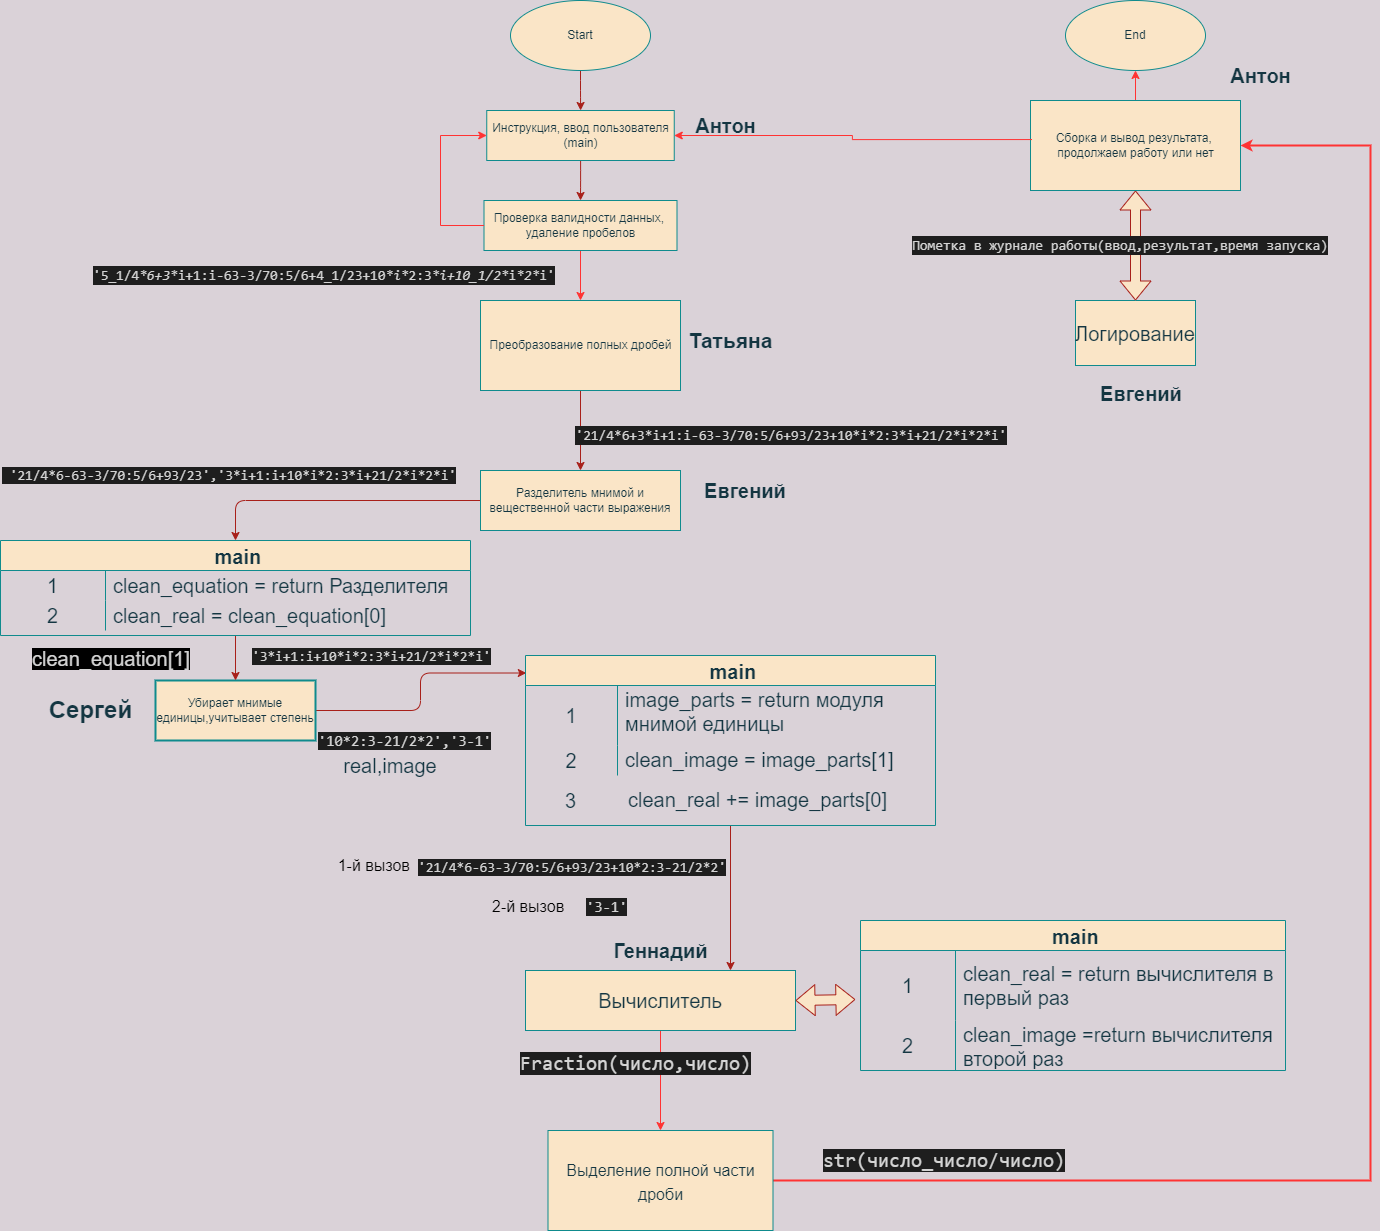 Start
End
Антон
Инструкция, ввод пользователя
(main)
Антон
Сборка и вывод результата,
продолжаем работу или нет
Проверка валидности данных,
удаление пробелов
Пометка в журнале работы(ввод,результат,время запуска)
'5_1/4*6+3*i+1:i-63-3/70:5/6+4_1/23+10*i*2:3*i+10_1/2*i*2*i'
Преобразование полных дробей
Татьяна
Логирование
Евгений
'21/4*6+3*i+1:i-63-3/70:5/6+93/23+10*i*2:3*i+21/2*i*2*i'
'21/4*6-63-3/70:5/6+93/23','3*i+1:i+10*i*2:3*i+21/2*i*2*i'
Разделитель мнимой и
вещественной части выражения
Евгений
main
1 clean_equation = return Разделителя
2 clean_real = clean_equation[0]
clean_equation[1]
'3*i+1:i+10*i*2:3*i+21/2*i*2*i'
Сергей
Убирает мнимые
единицы,учитывает степень
'10*2:3-21/2*2','3-1'
real,image
main
1 image_parts = return модуля
мнимой единицы
2 clean_image = image_parts[1]
3 clean_real += image_parts[0]
1-й вызов '21/4*6-63-3/70:5/6+93/23+10*2:3-21/2*2'
2-й вызов '3-1'
Геннадий
Вычислитель
main
1 clean_real = return вычислителя в
первый раз
2 clean_image =return вычислителя
второй раз
Fraction(число,число)
Выделение полной части
дроби
str(число_число/число)